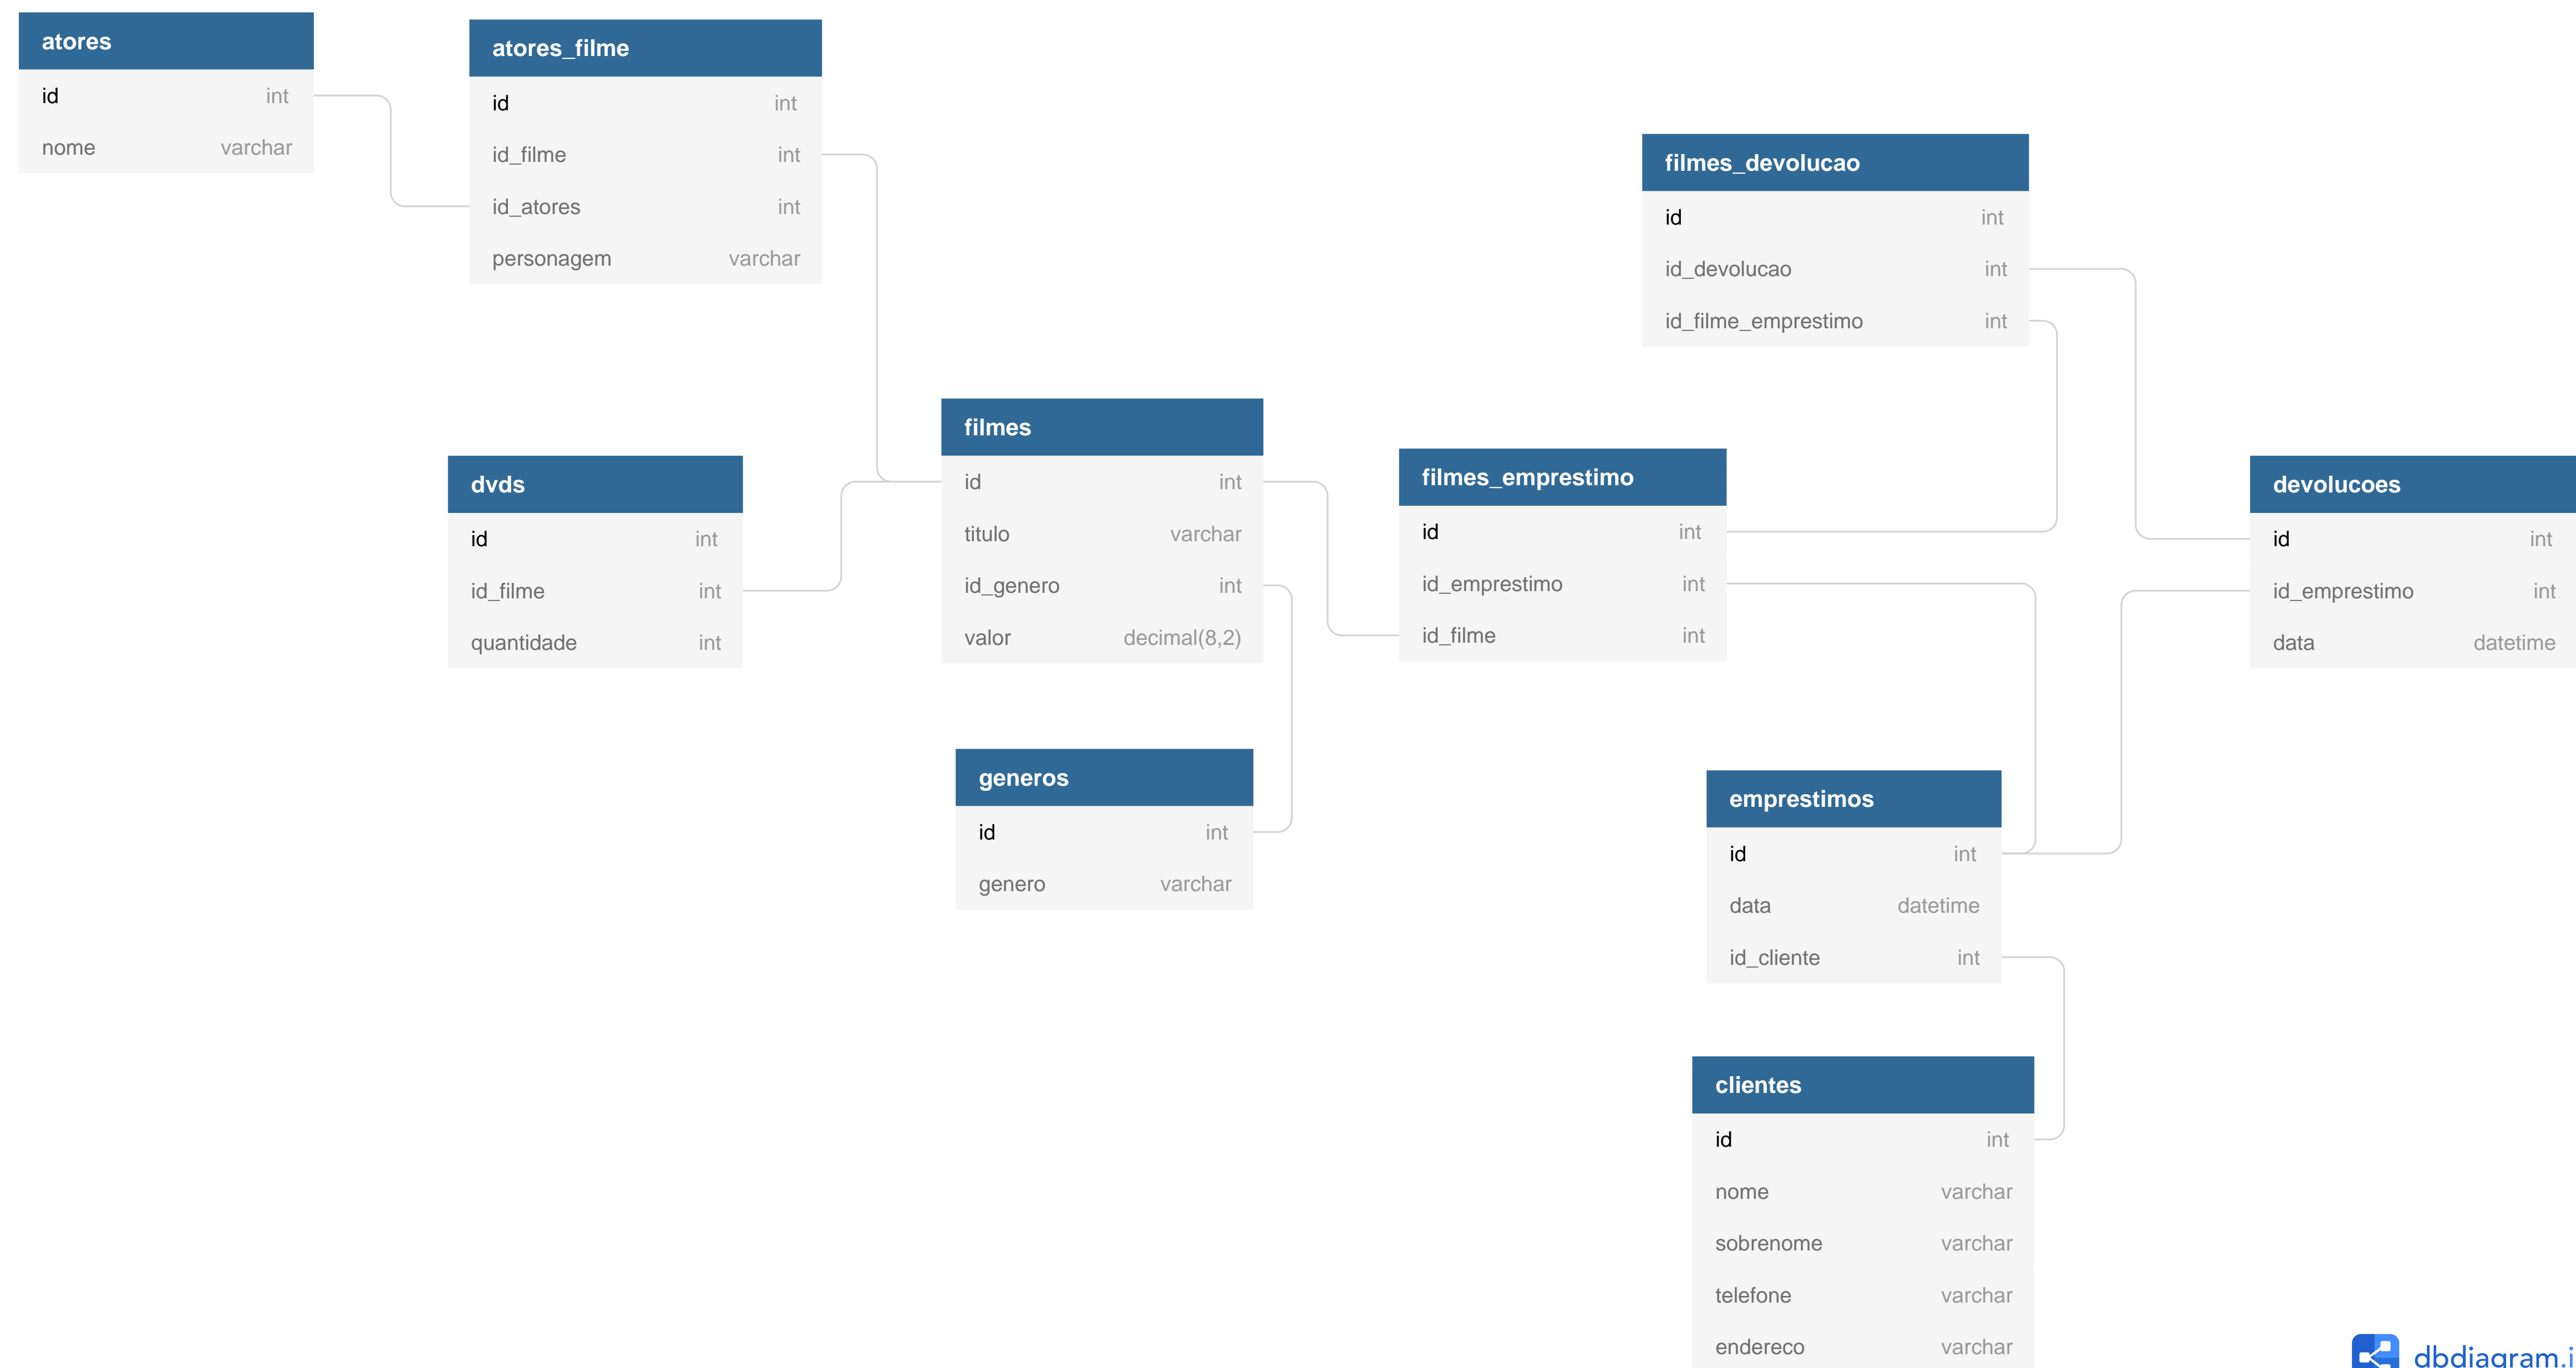 atores
id int
nome varchar
atores_filme
id int
id_filme int
id_atores int
personagem varchar
filmes_devolucao
id int
id_devolucao int
id_filme_emprestimo int
filmes
id int
titulo varchar
id_genero int
valor decimal(8,2)
filmes_emprestimo
id int
id_emprestimo int
id_filme int
dvds
id int
id_filme int
quantidade int
devolucoes
id int
id_emprestimo int
data datetime
generos
id int
genero varchar
emprestimos
id int
data datetime
id_cliente int
clientes
id int
nome varchar
sobrenome varchar
telefone varchar
endereco varchar
dbdiagram.i